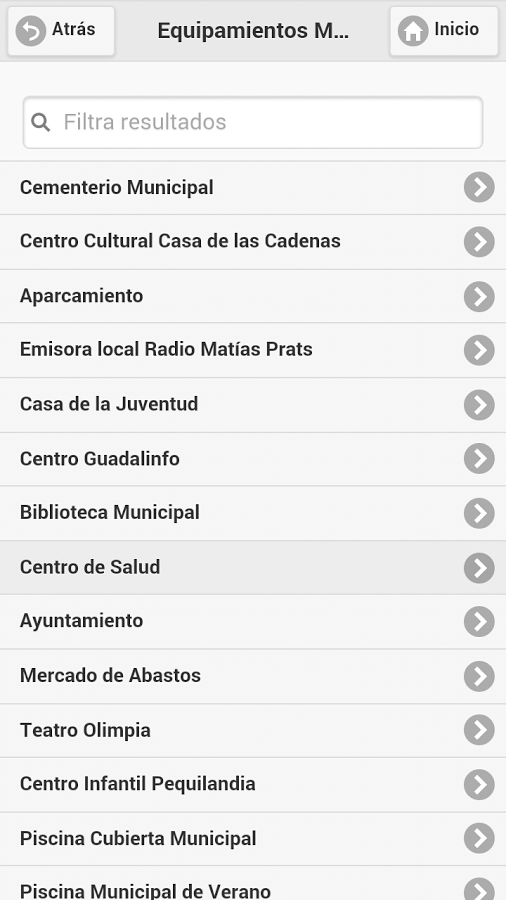 Atrás
Equipamientos M...
Inicio
Filtra resultados
Cementerio Municipal
Centro Cultural Casa de las Cadenas
Aparcamiento
Emisora local Radio Matías Prats
Casa de la Juventud
Centro Guadalinfo
Biblioteca Municipal
Centro de Salud
Ayuntamiento
Mercado de Abastos
Teatro Olimpia
Centro Infantil Pequilandia
Piscina Cubierta Municipal
Piscina Municipal de Verano